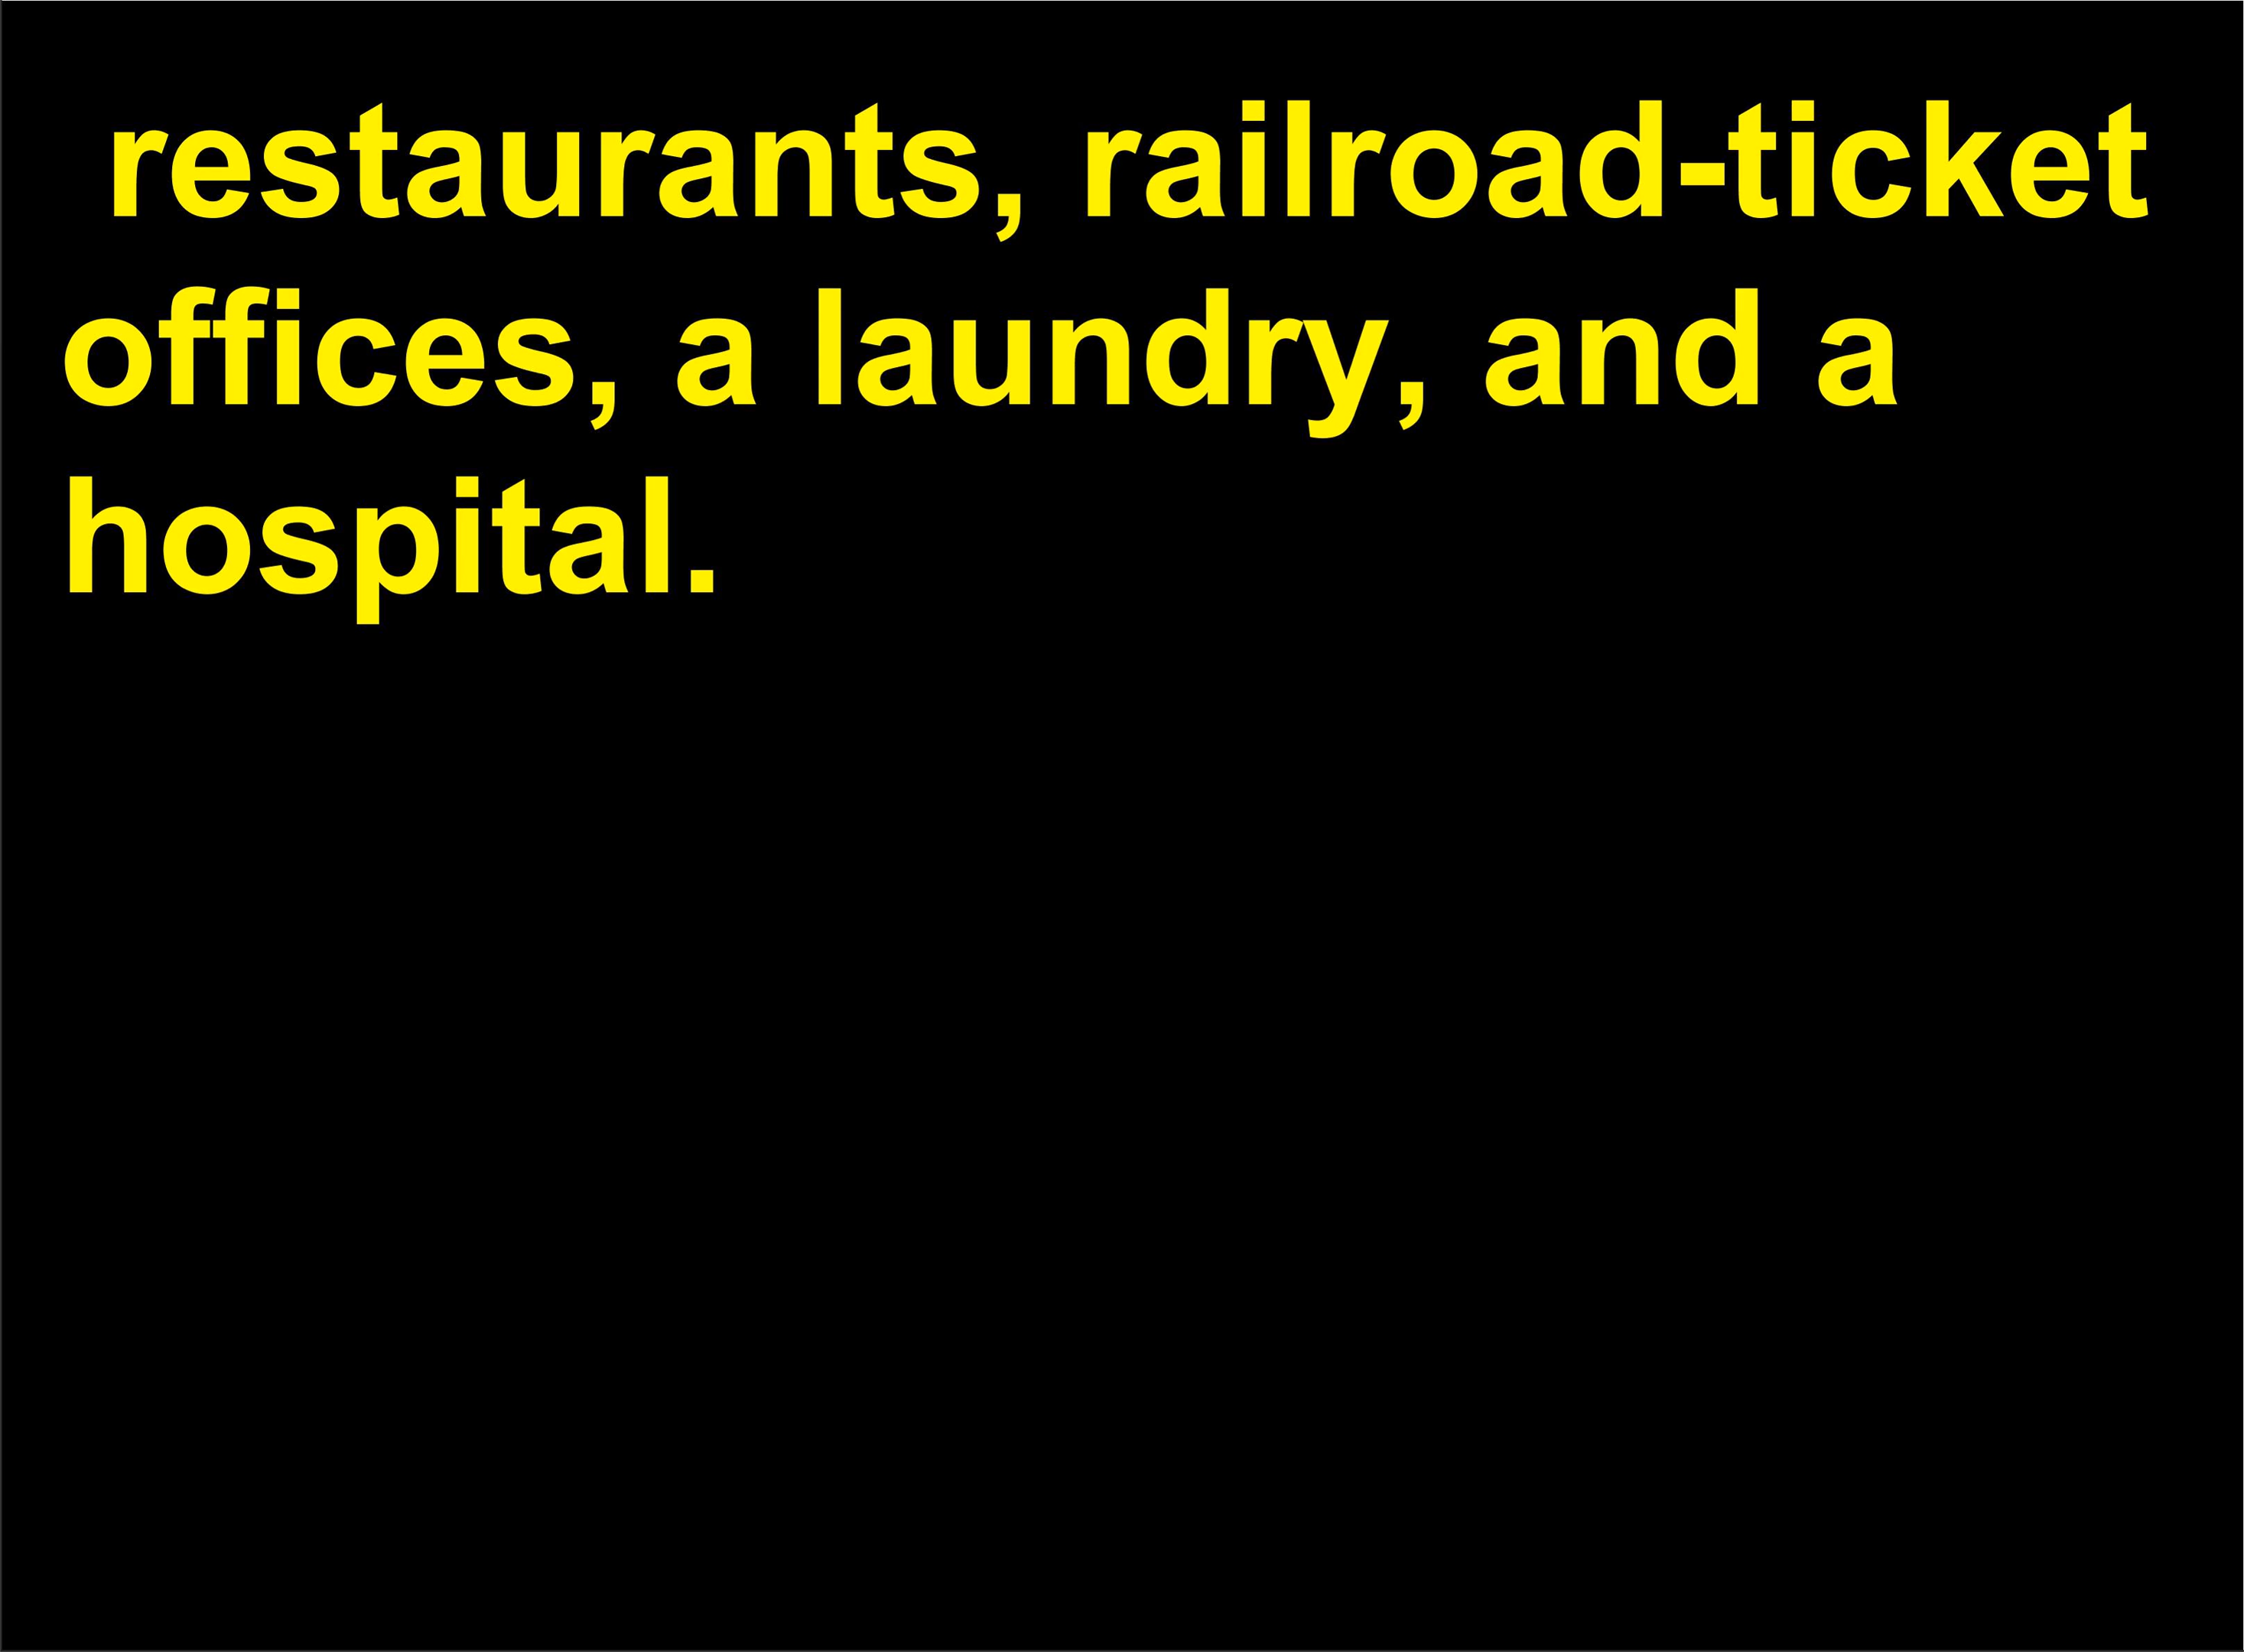 restaurants, railroad-ticket
offices, a laundry, and a
hospital.